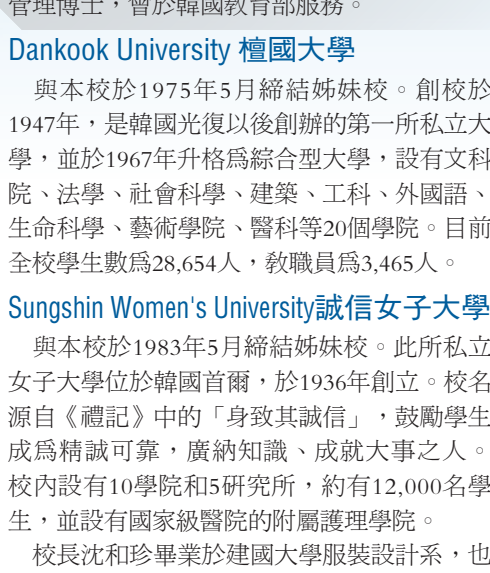 管理博士，曾於韓國教育部服務。
Dankook University 檀國大學
與本校於1975年5月締結姊妹校。創校於
1947年，是韓國光復以後創辦的第一所私立大
學，並於1967年升格為綜合型大學，設有文科
院、法學、社會科學、建築、工科、外國語、
生命科學、藝術學院、醫科等20個學院。目前
全校學生數為28,654人，教職員為3,465人。
Sungshin Women's University誠信女子大學
與本校於1983年5月締結姊妹校。此所私立
女子大學位於韓國首爾，於1936年創立。校名
源自《禮記》中的「身致其誠信」，鼓勵學生
成為精誠可靠，廣納知識、成就大事之人。
校內設有10學院和5研究所，約有12,000名學
生，並設有國家級醫院的附屬護理學院。
校長沈和珍畢業於建國大學服裝設計系，也